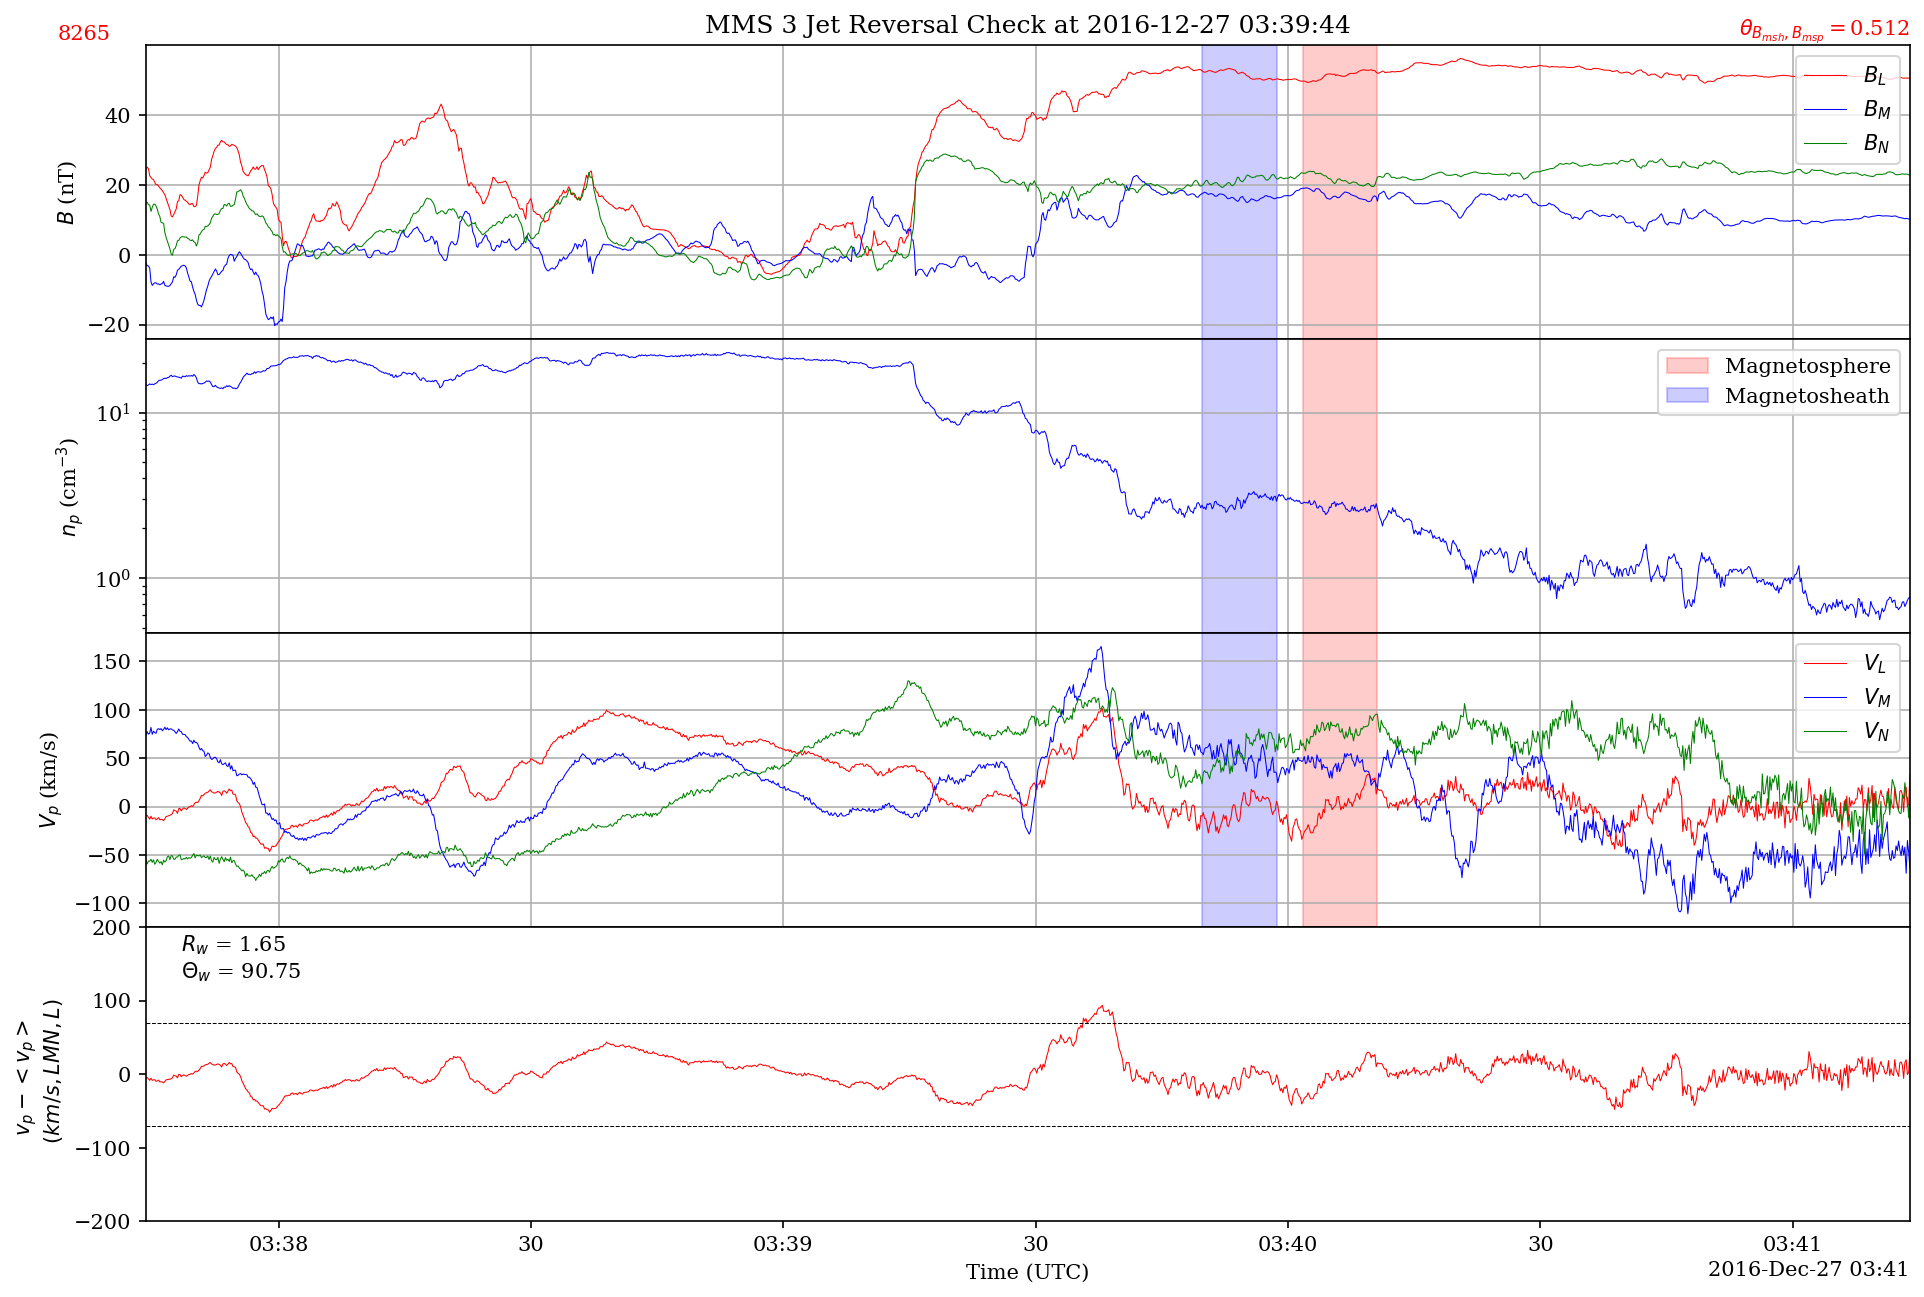 MMS 3 Jet Reversal Check at 2016-12-27 03:39:44
8265
θ_{B_{msh}, B_{msp}} = 0.512
B (nT)
40
20
0
−20
B_L
B_M
B_N
n_p (cm⁻³)
10¹
10⁰
Magnetosphere
Magnetosheath
V_p (km/s)
150
100
50
0
−50
−100
V_L
V_M
V_N
v_p − < v_p >
(km/s, LMN, L)
200
100
0
−100
−200
R_w = 1.65
Θ_w = 90.75
03:38
30
03:39
30
03:40
30
03:41
Time (UTC)
2016-Dec-27 03:41